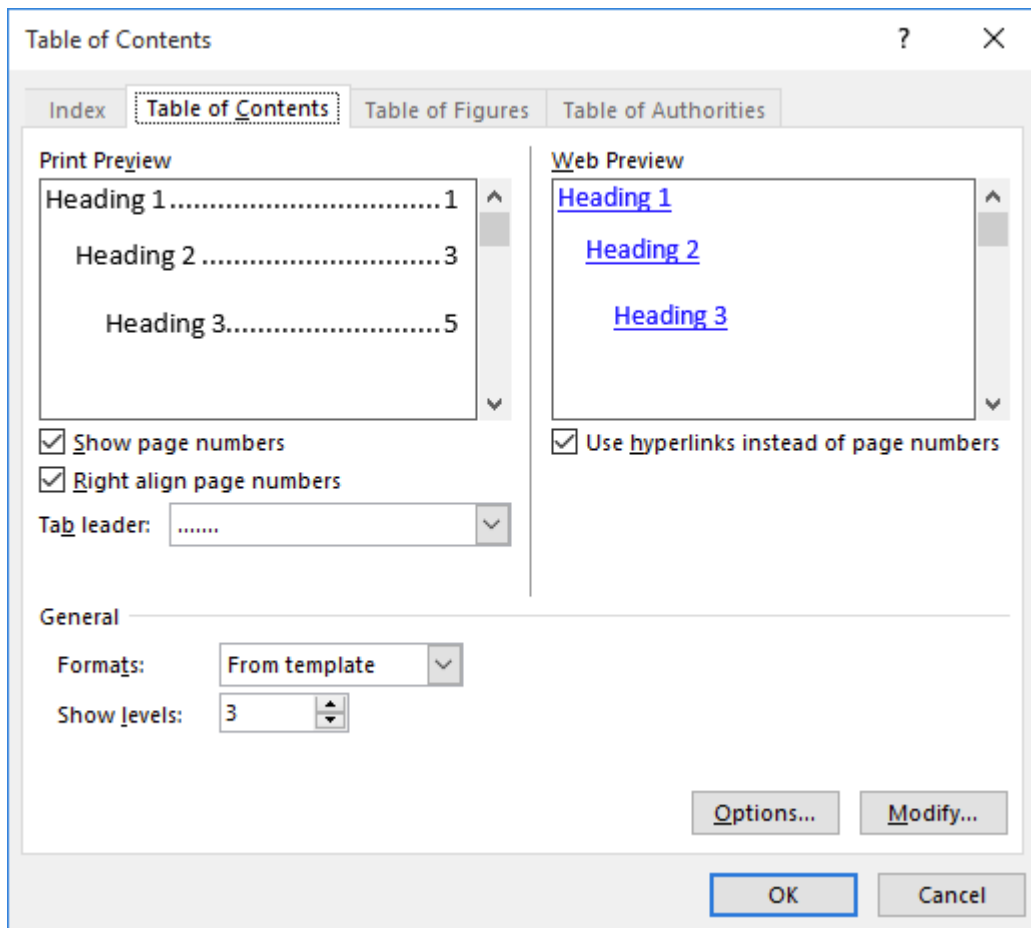 Table of Contents ?
Index Table of Contents Table of Figures Table of Authorities
Print Preview
Heading 1.................................1
Heading 2 .............................3
Heading 3..........................5
Show page numbers
Right align page numbers
Tab leader: .......
Web Preview
Heading 1
Heading 2
Heading 3
Use hyperlinks instead of page numbers
General
Formats: From template
Show levels: 3
Options... Modify...
OK Cancel